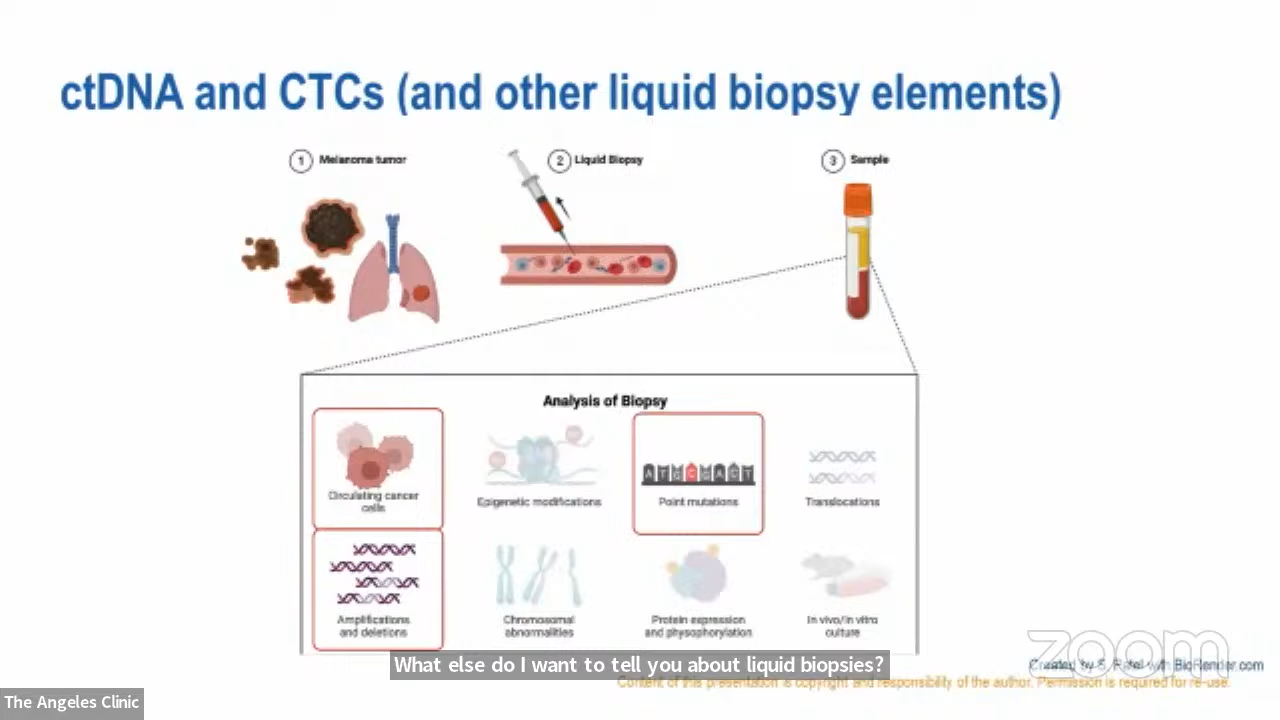 ctDNA and CTCs (and other liquid biopsy elements)
1 Melanoma tumor
2 Liquid Biopsy
3 Sample
Analysis of Biopsy
Circulating cancer
cells
Epigenetic modifications
A T G C G A C T
Point mutations
Translocations
Amplifications
and deletions
Chromosomal
abnormalities
Protein expression
and physophorylation
In vivo/in vitro
culture
What else do I want to tell you about liquid biopsies?
zoom
Created by S. Patel with BioRender.com
Content of this presentation is copyright and responsibility of the author. Permission is required for re-use.
The Angeles Clinic